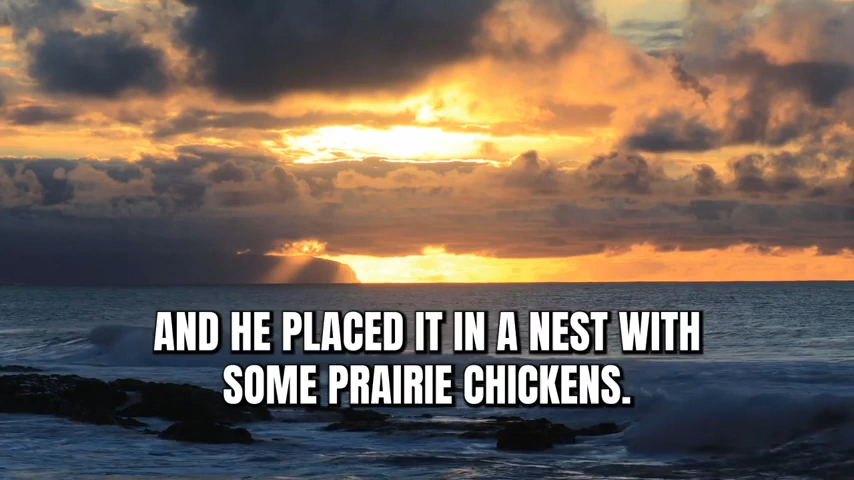 AND HE PLACED IT IN A NEST WITH
SOME PRAIRIE CHICKENS.